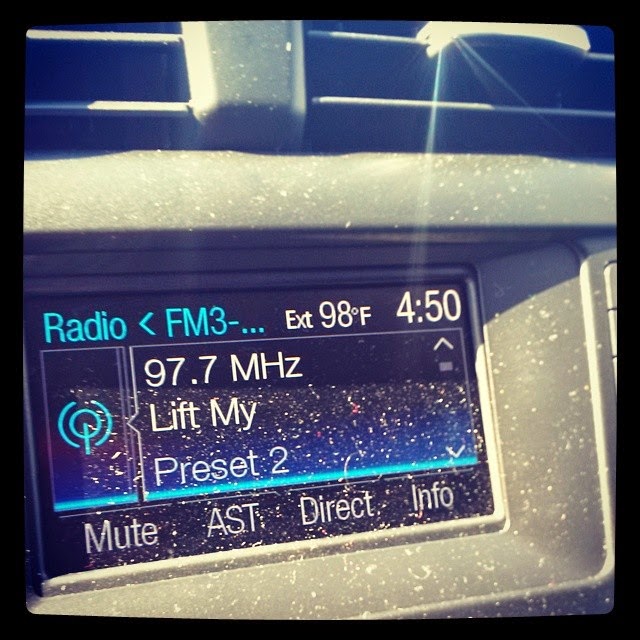 Radio < FM3-... Ext 98°F 4:50
97.7 MHz
Lift My
Preset 2
Mute AST Direct Info